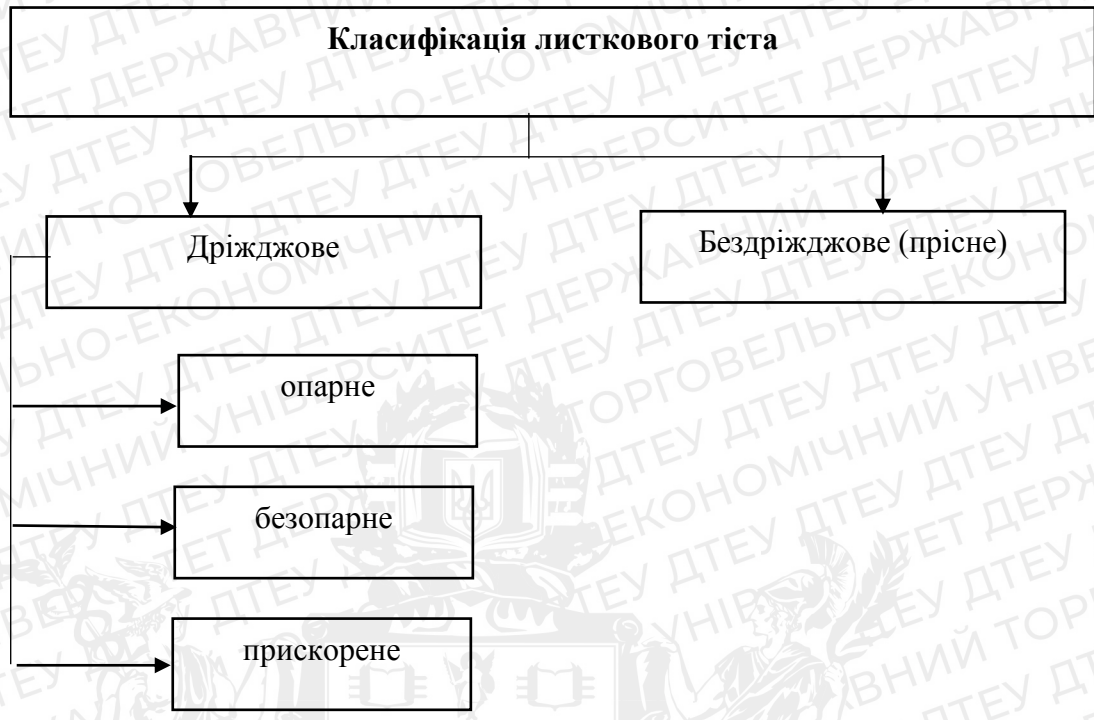 Класифікація листкового тіста
Дріжджове
Бездріжджове (прісне)
опарне
безопарне
прискорене